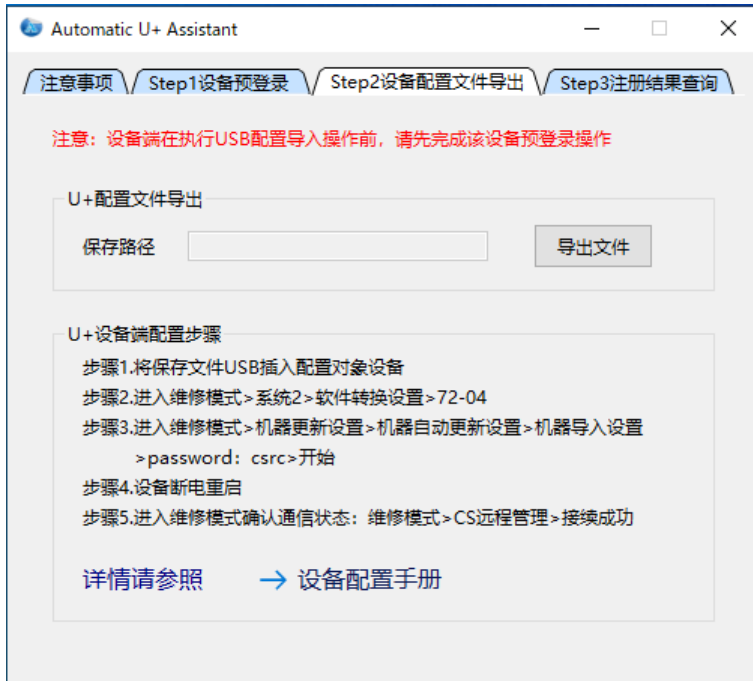 Automatic U+ Assistant
注意事项
Step1设备预登录
Step2设备配置文件导出
Step3注册结果查询
注意：设备端在执行USB配置导入操作前，请先完成该设备预登录操作
U+配置文件导出
保存路径
导出文件
U+设备端配置步骤
步骤1.将保存文件USB插入配置对象设备
步骤2.进入维修模式>系统2>软件转换设置>72-04
步骤3.进入维修模式>机器更新设置>机器自动更新设置>机器导入设置
>password：csrc>开始
步骤4.设备断电重启
步骤5.进入维修模式确认通信状态：维修模式>CS远程管理>接续成功
详情请参照 → 设备配置手册